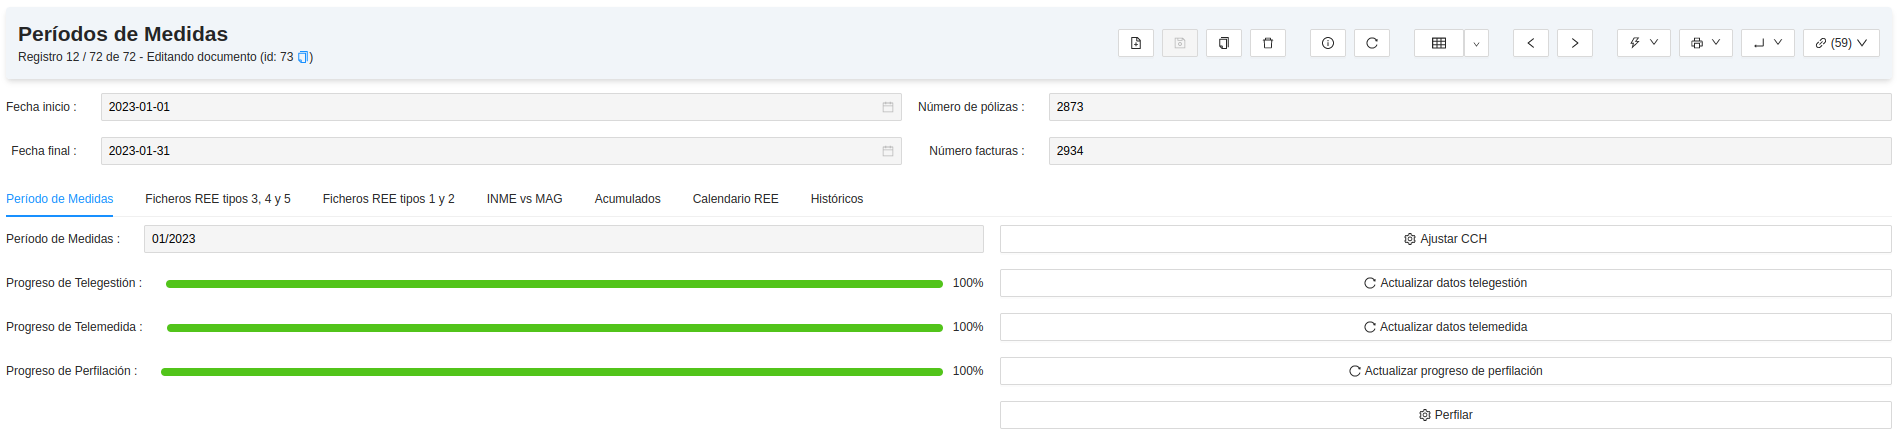 Períodos de Medidas
Registro 12 / 72 de 72 - Editando documento (id: 73 )
(59)
Fecha inicio : 2023-01-01 Número de pólizas : 2873
Fecha final : 2023-01-31 Número facturas : 2934
Período de Medidas Ficheros REE tipos 3, 4 y 5 Ficheros REE tipos 1 y 2 INME vs MAG Acumulados Calendario REE Históricos
Período de Medidas : 01/2023 Ajustar CCH
Progreso de Telegestión : 100% Actualizar datos telegestión
Progreso de Telemedida : 100% Actualizar datos telemedida
Progreso de Perfilación : 100% Actualizar progreso de perfilación
Perfilar